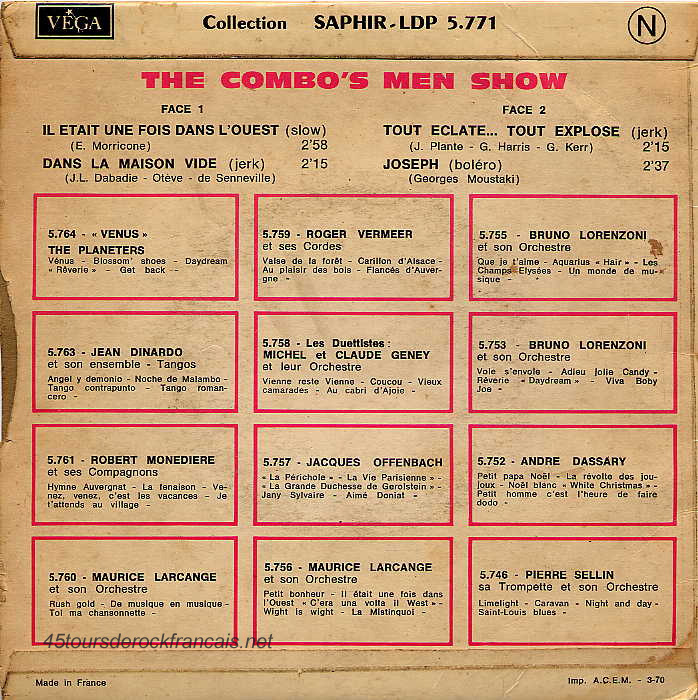 VÉGA
Collection SAPHIR-LDP 5.771
N
THE COMBO'S MEN SHOW
FACE 1
IL ETAIT UNE FOIS DANS L'OUEST (slow)
(E. Morricone) 2'58
DANS LA MAISON VIDE (jerk) 2'15
(J.L. Dabadie - Otève - de Senneville)
FACE 2
TOUT ECLATE... TOUT EXPLOSE (jerk)
(J. Plante - G. Harris - G. Kerr) 2'15
JOSEPH (boléro) 2'37
(Georges Moustaki)
5.764 - « VENUS »
THE PLANETERS
Vénus - Blossom' shoes - Daydream
« Rêverie » - Get back -
5.759 - ROGER VERMEER
et ses Cordes
Valse de la forêt - Carillon d'Alsace -
Au plaisir des bois - Fiancés d'Auver-
gne -
5.755 - BRUNO LORENZONI
et son Orchestre
Que je t'aime - Aquarius « Hair » - Les
Champs Elysées - Un monde de mu-
sique -
5.763 - JEAN DINARDO
et son ensemble - Tangos
Angel y demonio - Noche de Malambo -
Tango contrapunto - Tango roman-
cero -
5.758 - Les Duettistes :
MICHEL et CLAUDE GENEY
et leur Orchestre
Vienne reste Vienne - Coucou - Vieux
camarades - Au cabri d'Ajoie -
5.753 - BRUNO LORENZONI
et son Orchestre
Vole s'envole - Adieu Jolie Candy -
Rêverie « Daydream » - Viva Boby
Joe -
5.761 - ROBERT MONEDIERE
et ses Compagnons
Hymne Auvergnat - La fenaison - Ve-
nez, venez, c'est les vacances - Je
t'attends au village -
5.757 - JACQUES OFFENBACH
« La Périchole » - La Vie Parisienne » -
« La Grande Duchesse de Gerolstein » -
Jany Sylvaire - Aimé Doniat -
5.752 - ANDRE DASSARY
Petit papa Noël - La révolte des jou-
joux - Noël blanc « White Christmas » -
Petit homme c'est l'heure de faire
dodo -
5.760 - MAURICE LARCANGE
et son Orchestre
Rush gold - De musique en musique -
Toi ma chansonnette -
5.756 - MAURICE LARCANGE
et son Orchestre
Petit bonheur - Il était une fois dans
l'Ouest « C'era una volta il West » -
Wight is wight - La Mistinquoi -
5.746 - PIERRE SELLIN
sa Trompette et son Orchestre
Limelight - Caravan - Night and day -
Saint-Louis blues -
45toursderockfrancais.net
Made in France
Imp. A.C.E.M. - 3-70